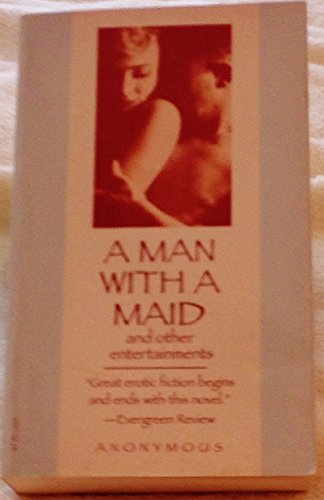 A MAN
WITH A
MAID
and other
entertainments
"Great erotic fiction begins
and ends with this novel."
—Evergreen Review
ANONYMOUS